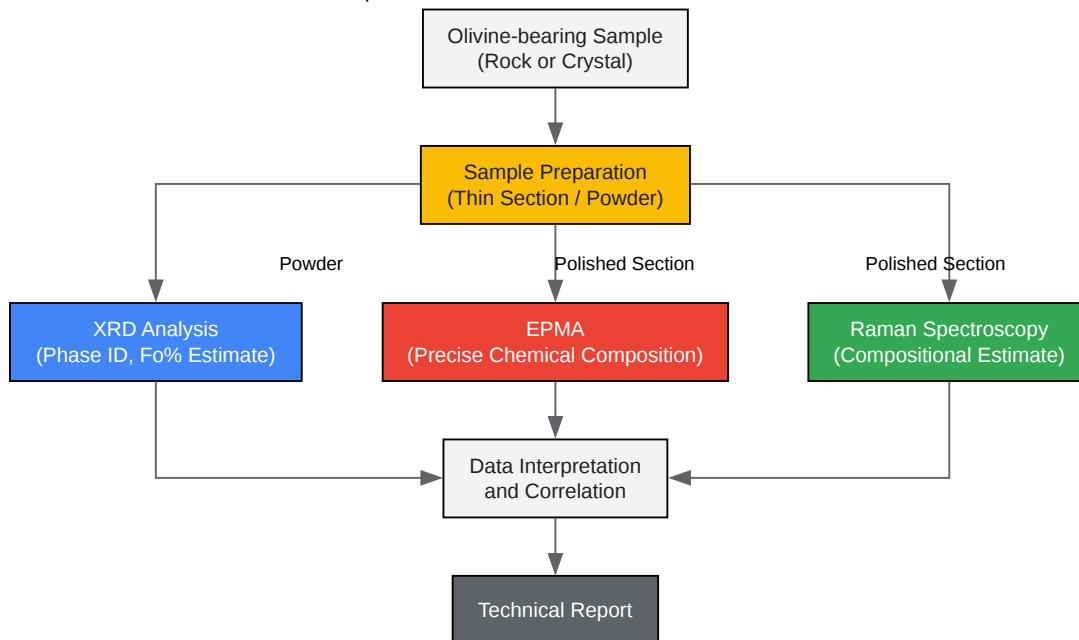 Olivine-bearing Sample
(Rock or Crystal)
Sample Preparation
(Thin Section / Powder)
Powder
Polished Section
Polished Section
XRD Analysis
(Phase ID, Fo% Estimate)
EPMA
(Precise Chemical Composition)
Raman Spectroscopy
(Compositional Estimate)
Data Interpretation
and Correlation
Technical Report